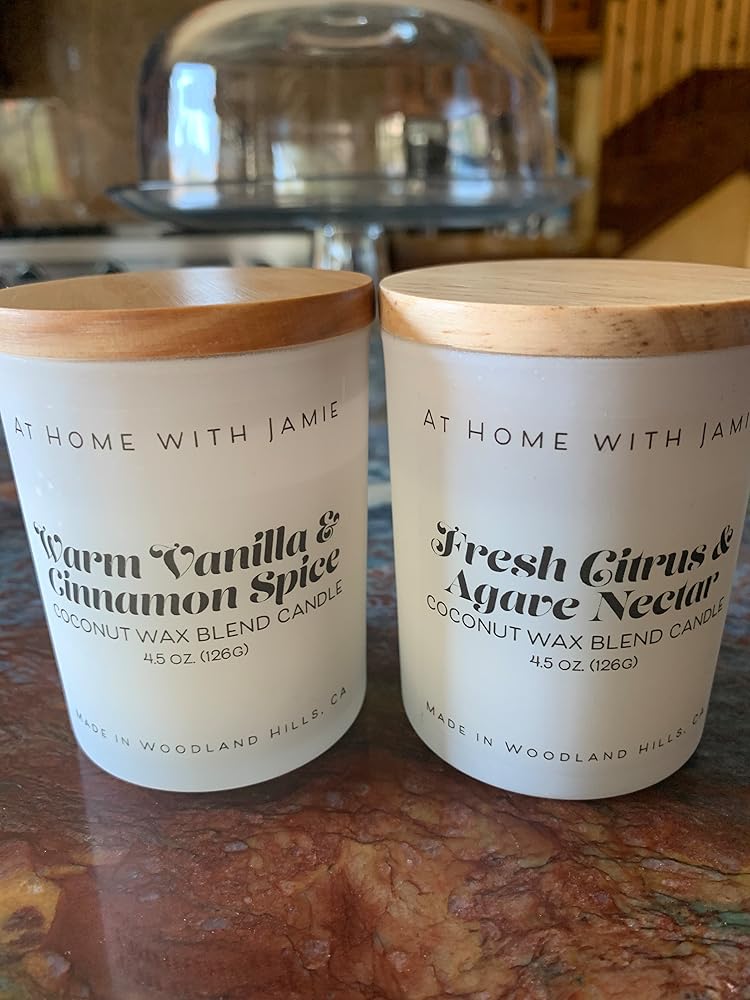 At Home with Jamie
Warm Vanilla &
Cinnamon Spice
COCONUT WAX BLEND CANDLE
4.5 OZ. (126G)
Made in Woodland Hills, CA
At Home with Jami
Fresh Citrus &
Agave Nectar
COCONUT WAX BLEND CANDLE
4.5 OZ. (126G)
Made in Woodland Hills, CA